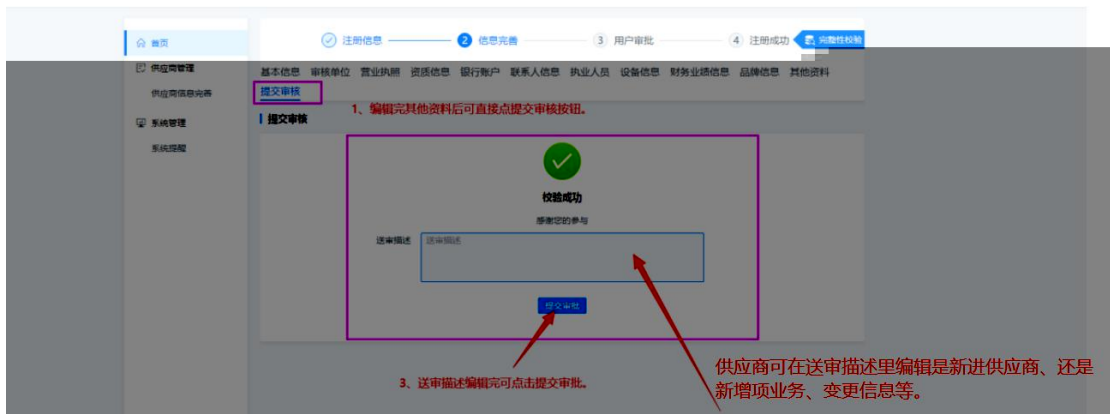 首页
注册信息
2 信息完善
3 用户审批
4 注册成功
完整性校验
供应商管理
供应商信息完善
系统管理
系统提醒
基本信息 审核单位 营业执照 资质信息 银行账户 联系人信息 执业人员 设备信息 财务业绩信息 品牌信息 其他资料
提交审核
1、编辑完其他资料后可直接点提交审核按钮。
提交审核
校验成功
感谢您的参与
送审描述
送审描述
提交审批
供应商可在送审描述里编辑是新进供应商、还是
新增项业务、变更信息等。
3、送审描述编辑完可点击提交审批。